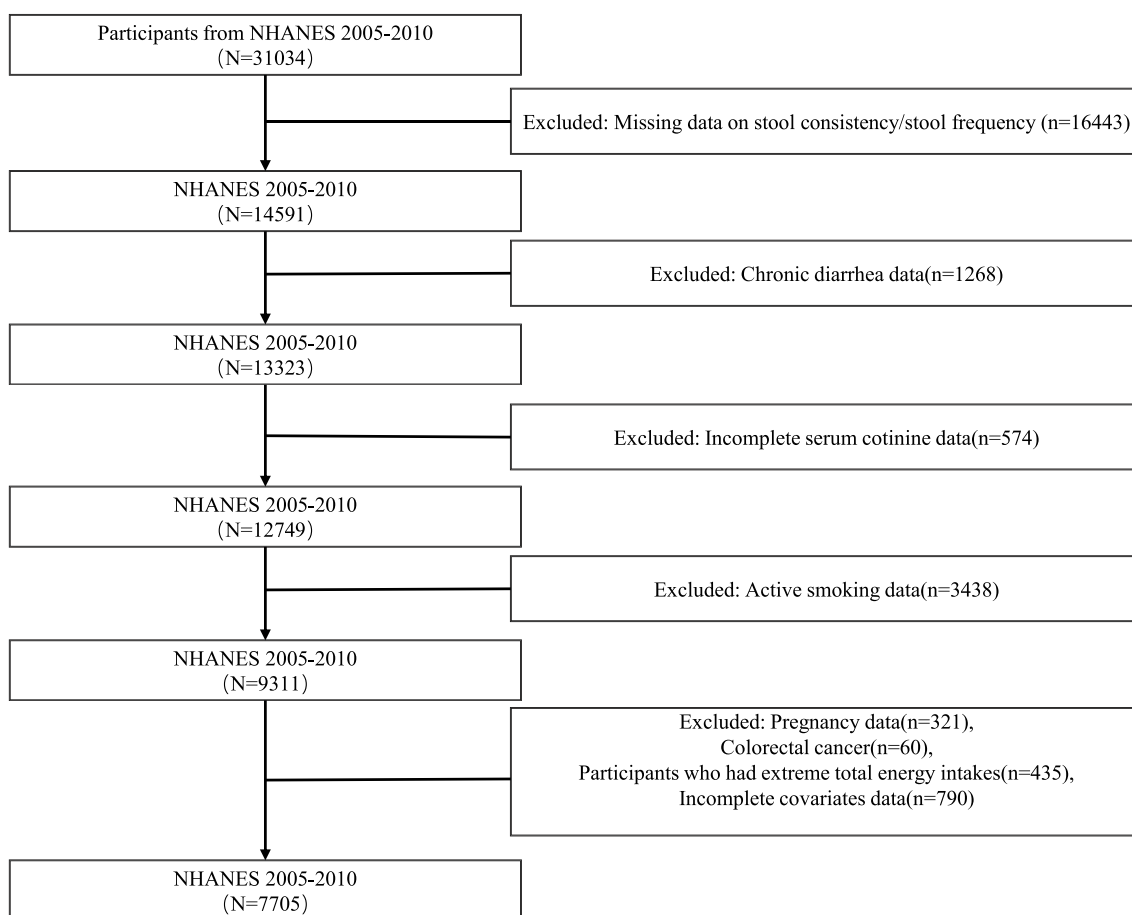 Participants from NHANES 2005-2010
（N=31034）
Excluded: Missing data on stool consistency/stool frequency (n=16443)
NHANES 2005-2010
（N=14591）
Excluded: Chronic diarrhea data(n=1268)
NHANES 2005-2010
（N=13323）
Excluded: Incomplete serum cotinine data(n=574)
NHANES 2005-2010
（N=12749）
Excluded: Active smoking data(n=3438)
NHANES 2005-2010
（N=9311）
Excluded: Pregnancy data(n=321),
Colorectal cancer(n=60),
Participants who had extreme total energy intakes(n=435),
Incomplete covariates data(n=790)
NHANES 2005-2010
（N=7705）